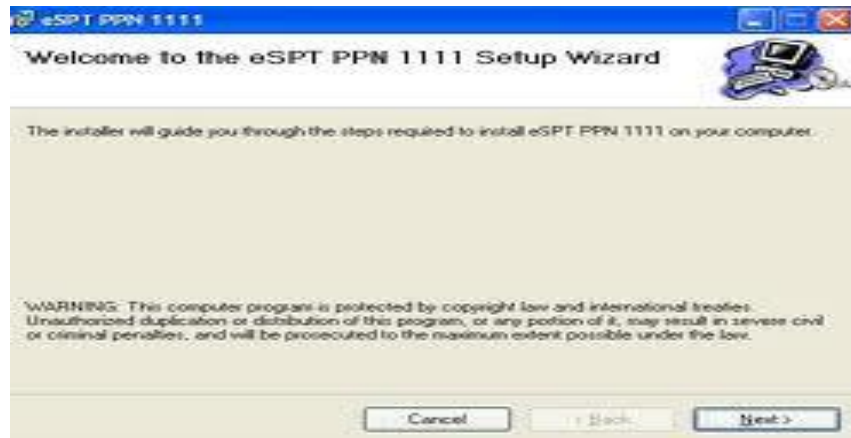 eSPT PPN 1111
Welcome to the eSPT PPN 1111 Setup Wizard
The installer will guide you through the steps required to install eSPT PPN 1111 on your computer.
WARNING: This computer program is protected by copyright law and international treaties.
Unauthorized duplication or distribution of this program, or any portion of it, may result in severe civil
or criminal penalties, and will be prosecuted to the maximum extent possible under the law.
Cancel
< Back
Next >